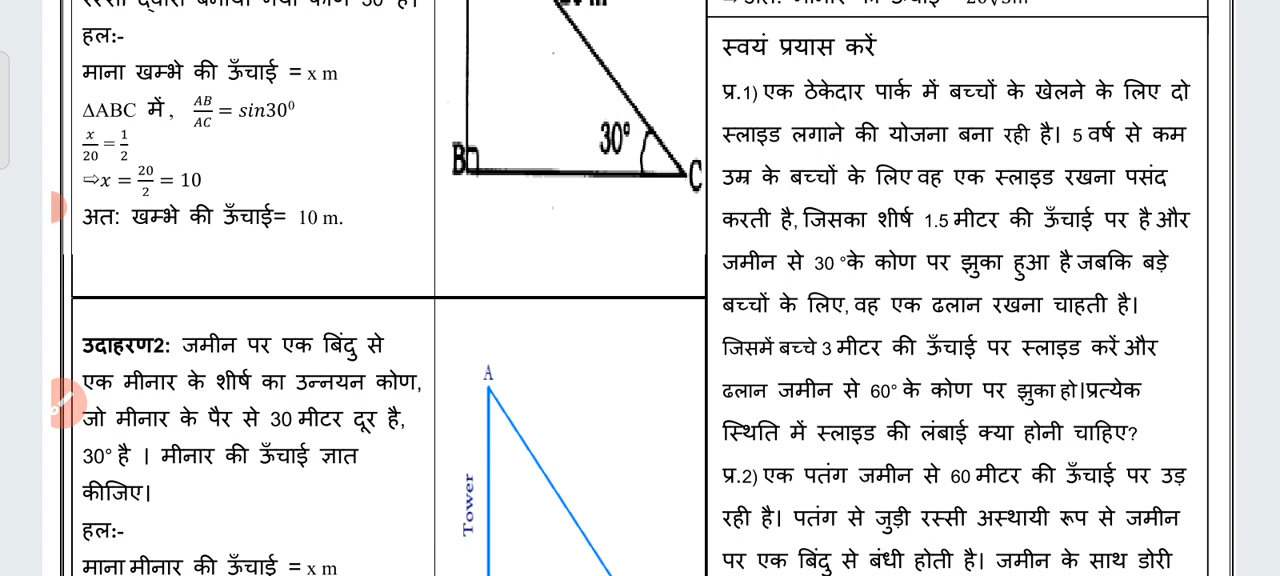 हल:-
माना खम्भे की ऊँचाई = x m
ΔABC में, AB/AC = sin30⁰
x/20 = 1/2
⇨x = 20/2 = 10
अत: खम्भे की ऊँचाई= 10 m.
30°
B
C
उदाहरण2: जमीन पर एक बिंदु से
एक मीनार के शीर्ष का उन्नयन कोण,
जो मीनार के पैर से 30 मीटर दूर है,
30° है । मीनार की ऊँचाई ज्ञात
कीजिए।
हल:-
माना मीनार की ऊँचाई = x m
A
Tower
स्वयं प्रयास करें
प्र.1) एक ठेकेदार पार्क में बच्चों के खेलने के लिए दो
स्लाइड लगाने की योजना बना रही है। 5 वर्ष से कम
उम्र के बच्चों के लिए वह एक स्लाइड रखना पसंद
करती है, जिसका शीर्ष 1.5 मीटर की ऊँचाई पर है और
जमीन से 30 °के कोण पर झुका हुआ है जबकि बड़े
बच्चों के लिए, वह एक ढलान रखना चाहती है।
जिसमें बच्चे 3 मीटर की ऊँचाई पर स्लाइड करें और
ढलान जमीन से 60° के कोण पर झुका हो।प्रत्येक
स्थिति में स्लाइड की लंबाई क्या होनी चाहिए?
प्र.2) एक पतंग जमीन से 60 मीटर की ऊँचाई पर उड़
रही है। पतंग से जुड़ी रस्सी अस्थायी रूप से जमीन
पर एक बिंदु से बंधी होती है। जमीन के साथ डोरी